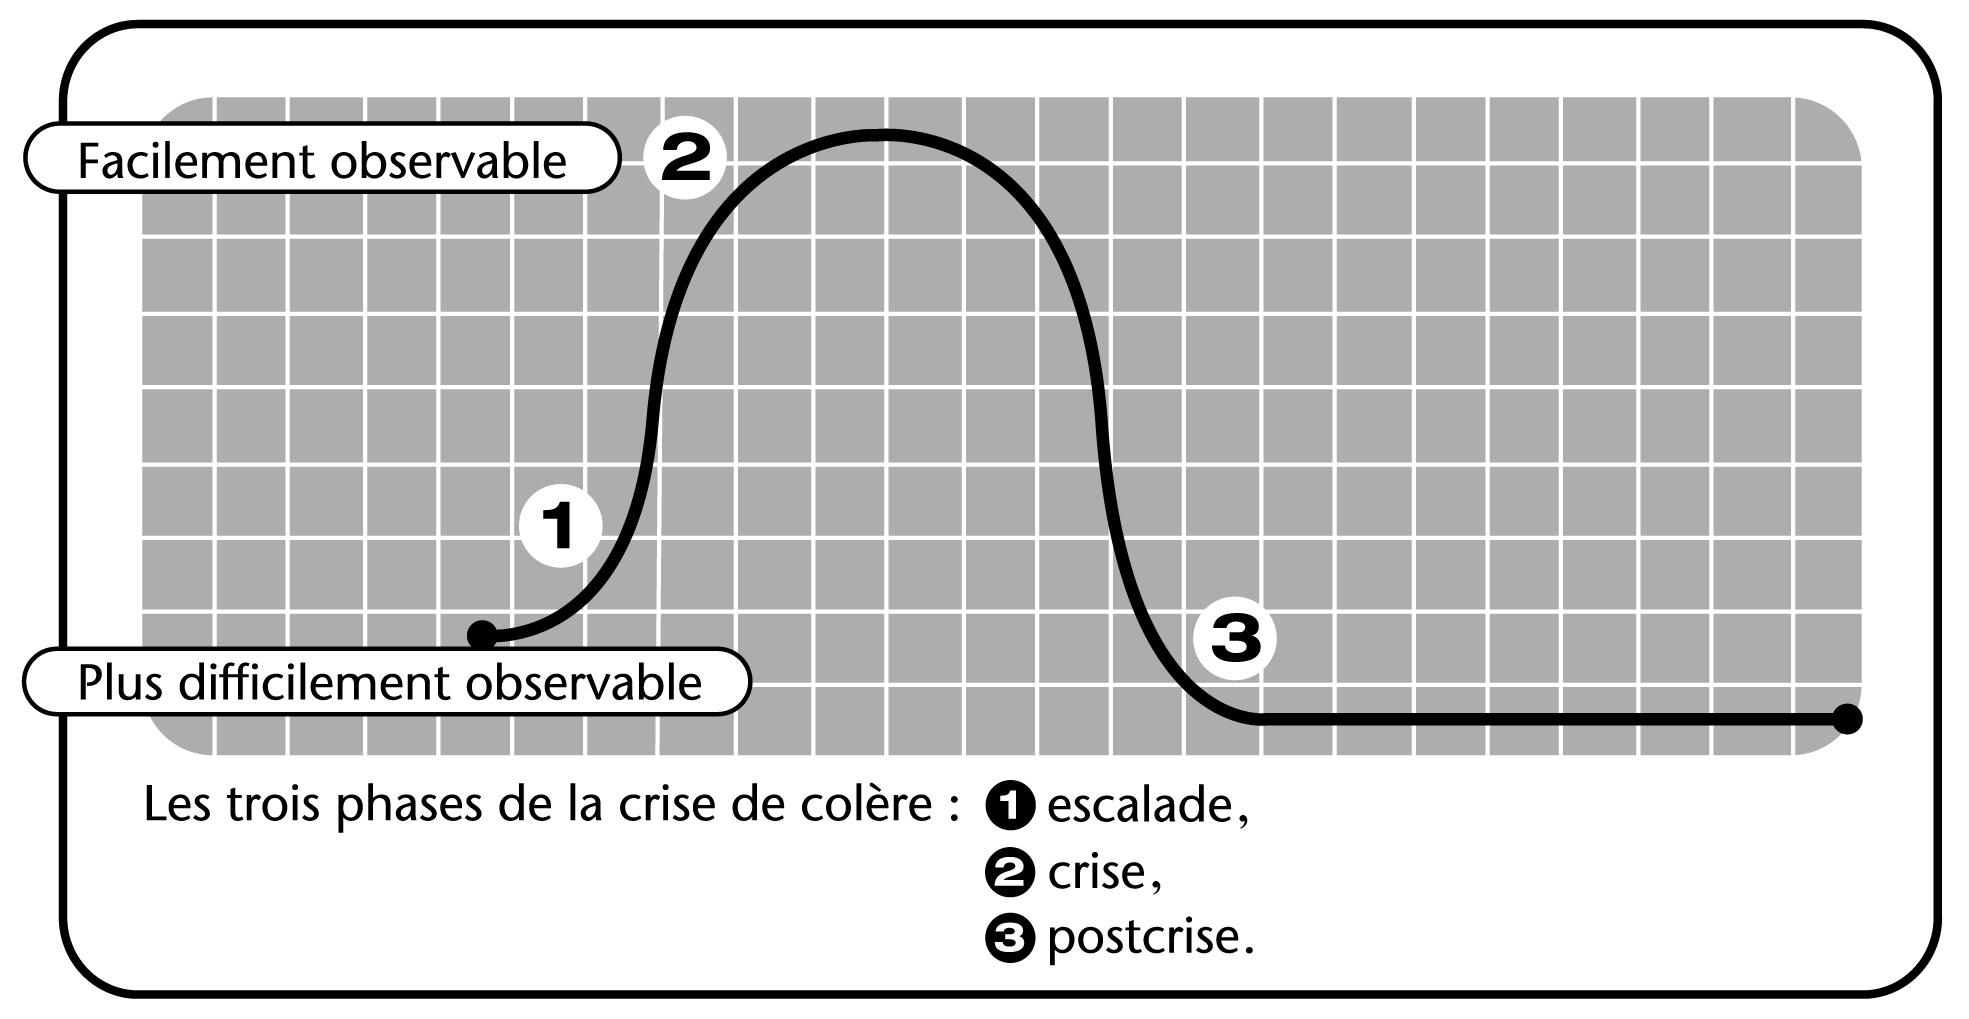 Facilement observable
2
1
3
Plus difficilement observable
Les trois phases de la crise de colère : 1 escalade,
2 crise,
3 postcrise.